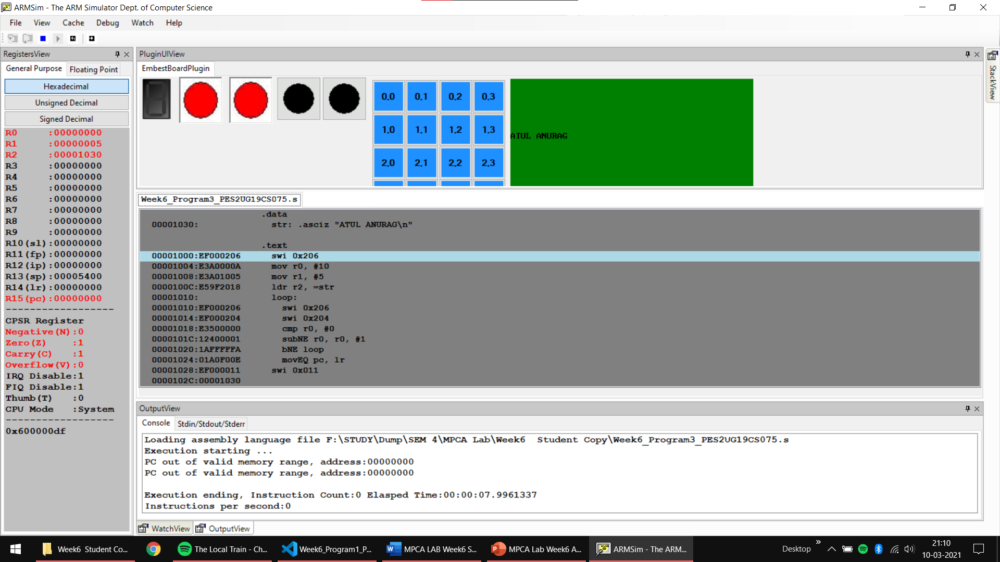 ARMSim - The ARM Simulator Dept. of Computer Science
File View Cache Debug Watch Help
RegistersView
General Purpose Floating Point
Hexadecimal
Unsigned Decimal
Signed Decimal
R0 :00000000
R1 :00000005
R2 :00001030
R3 :00000000
R4 :00000000
R5 :00000000
R6 :00000000
R7 :00000000
R8 :00000000
R9 :00000000
R10(sl):00000000
R11(fp):00000000
R12(ip):00000000
R13(sp):00005400
R14(lr):00000000
R15(pc):00000000
------------------
CPSR Register
Negative(N):0
Zero(Z) :1
Carry(C) :1
Overflow(V):0
IRQ Disable:1
FIQ Disable:1
Thumb(T) :0
CPU Mode :System
------------------
0x600000df
PluginUIView
EmbestBoardPlugin
0.0 0.1 0.2 0.3
1.0 1.1 1.2 1.3
2.0 2.1 2.2 2.3
ATUL ANURAG
StackView
Week6_Program3_PES2UG19CS075.s
.data
00001030: str: .asciz "ATUL ANURAG\n"
.text
00001000:EF000206 swi 0x206
00001004:E3A0000A mov r0, #10
00001008:E3A01005 mov r1, #5
0000100C:E59F2018 ldr r2, =str
00001010: loop:
00001010:EF000206 swi 0x206
00001014:EF000204 swi 0x204
00001018:E3500000 cmp r0, #0
0000101C:12400001 subNE r0, r0, #1
00001020:1AFFFFFA bNE loop
00001024:01A0F00E movEQ pc, lr
00001028:EF000011 swi 0x011
0000102C:00001030
OutputView
Console Stdin/Stdout/Stderr
Loading assembly language file F:\STUDY\Dump\SEM 4\MPCA Lab\Week6  Student Copy\Week6_Program3_PES2UG19CS075.s
Execution starting ...
PC out of valid memory range, address:00000000
PC out of valid memory range, address:00000000
Execution ending, Instruction Count:0 Elasped Time:00:00:07.9961337
Instructions per second:0
WatchView OutputView
Week6 Student Co... The Local Train - Ch... Week6_Program1_P... MPCA LAB Week6 S... MPCA Lab Week6 A... ARMSim - The ARM... Desktop
21:10
10-03-2021